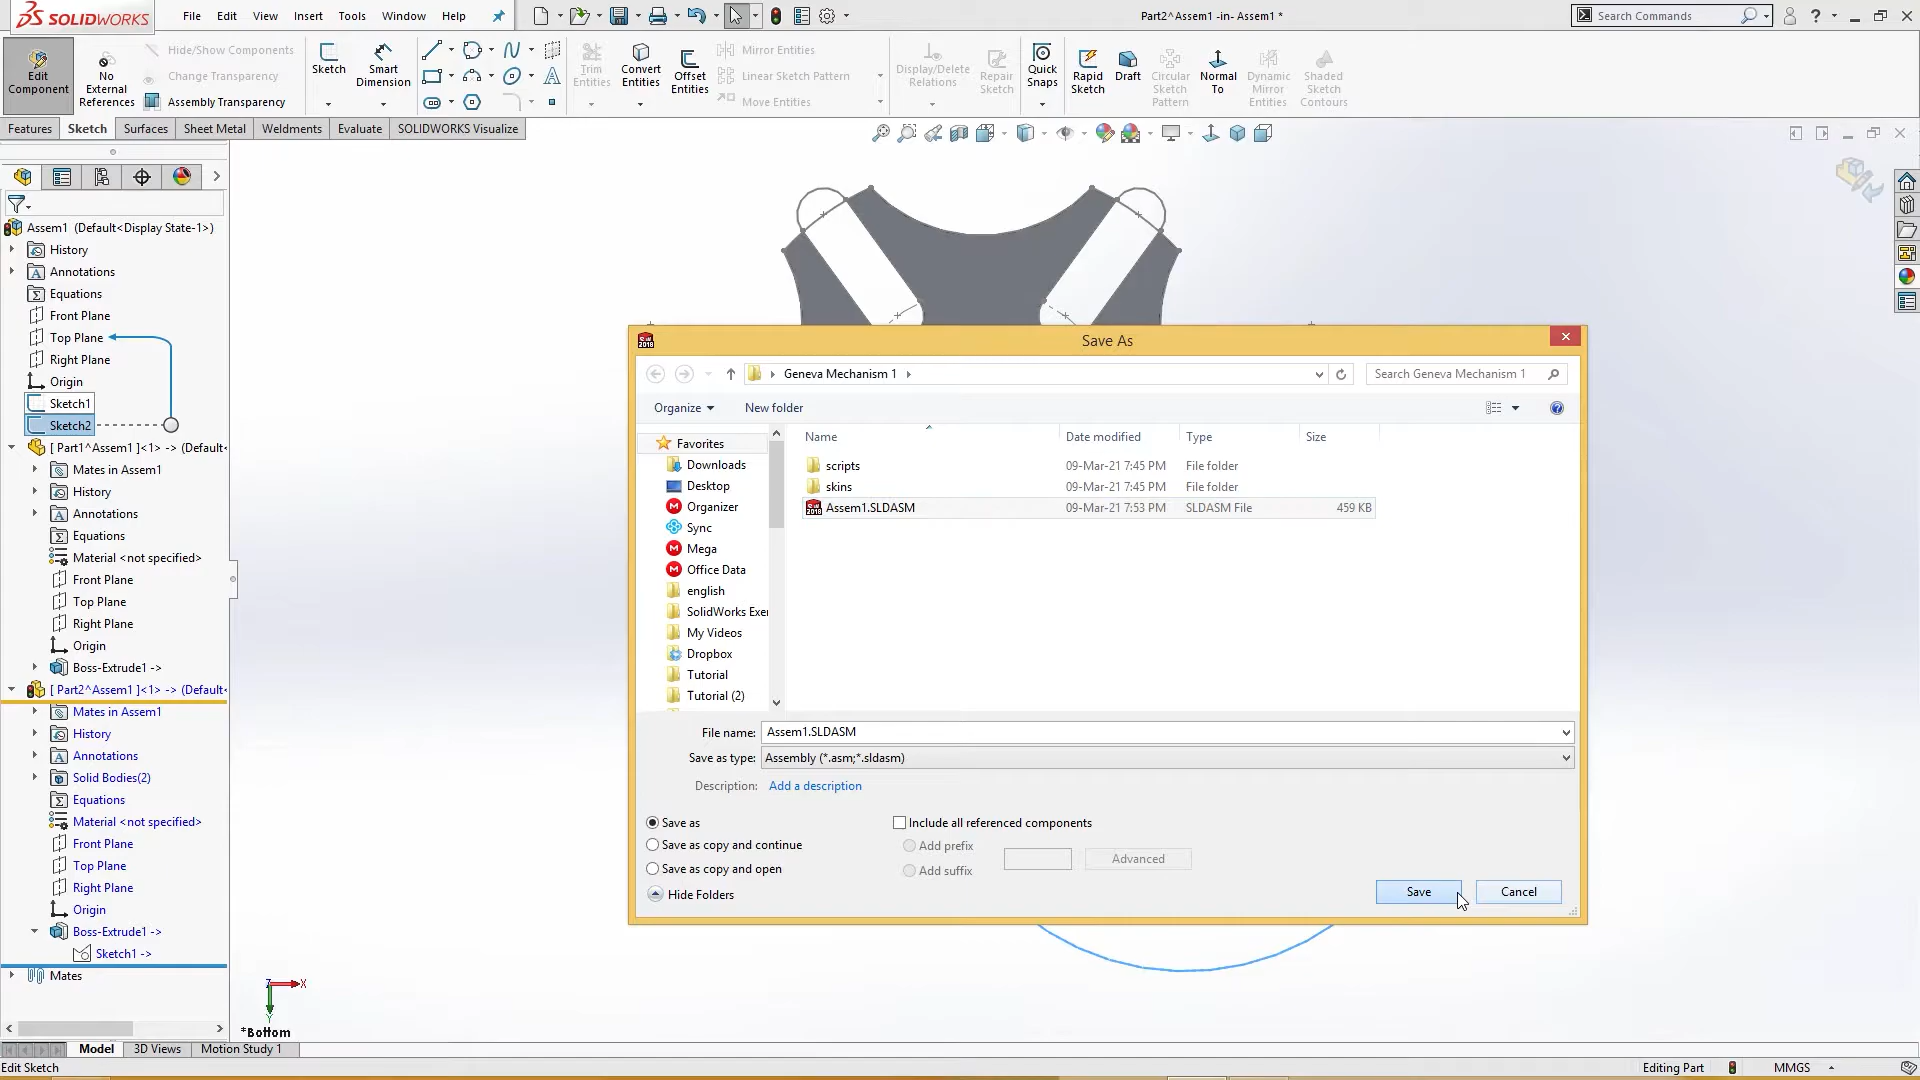 SOLIDWORKS
File Edit View Insert Tools Window Help
Part2^Assem1 -in- Assem1 *
Search Commands
Edit Component
No External References
Hide/Show Components
Change Transparency
Assembly Transparency
Sketch
Smart Dimension
Trim Entities
Convert Entities
Offset Entities
Mirror Entities
Linear Sketch Pattern
Move Entities
Display/Delete Relations
Repair Sketch
Quick Snaps
Rapid Sketch
Draft
Circular Sketch Pattern
Normal To
Dynamic Mirror Entities
Shaded Sketch Contours
Features Sketch Surfaces Sheet Metal Weldments Evaluate SOLIDWORKS Visualize
Assem1 (Default<Display State-1>)
History
Annotations
Equations
Front Plane
Top Plane
Right Plane
Origin
Sketch1
Sketch2
[ Part1^Assem1 ]<1> -> (Default<
Mates in Assem1
History
Annotations
Equations
Material <not specified>
Front Plane
Top Plane
Right Plane
Origin
Boss-Extrude1 ->
[ Part2^Assem1 ]<1> -> (Default<
Mates in Assem1
History
Annotations
Solid Bodies(2)
Equations
Material <not specified>
Front Plane
Top Plane
Right Plane
Origin
Boss-Extrude1 ->
Sketch1 ->
Mates
Save As
Geneva Mechanism 1
Search Geneva Mechanism 1
Organize New folder
Favorites
Downloads
Desktop
Organizer
Sync
Mega
Office Data
english
SolidWorks Exer
My Videos
Dropbox
Tutorial
Tutorial (2)
Name Date modified Type Size
scripts 09-Mar-21 7:45 PM File folder
skins 09-Mar-21 7:45 PM File folder
Assem1.SLDASM 09-Mar-21 7:53 PM SLDASM File 459 KB
File name: Assem1.SLDASM
Save as type: Assembly (*.asm;*.sldasm)
Description: Add a description
Save as
Save as copy and continue
Save as copy and open
Include all referenced components
Add prefix
Add suffix
Advanced
Hide Folders
Save
Cancel
X
Y
*Bottom
Model 3D Views Motion Study 1
Edit Sketch
Editing Part
MMGS